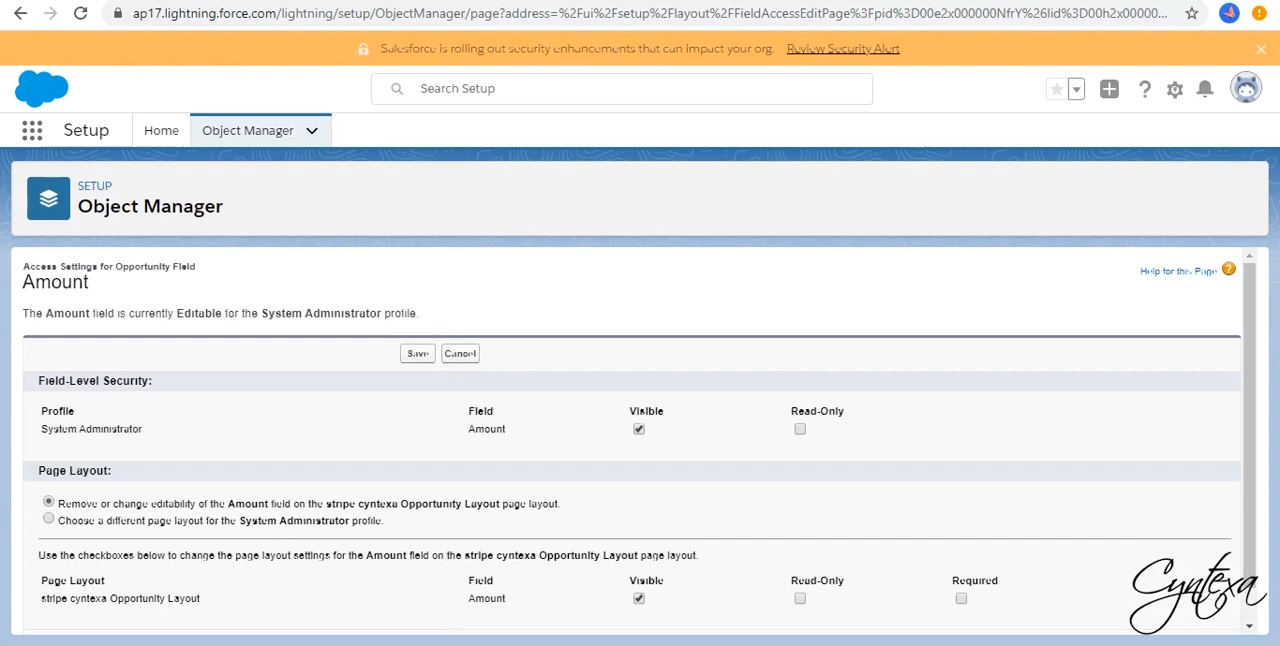 ap17.lightning.force.com/lightning/setup/ObjectManager/page?address=%2Fui%2Fsetup%2Flayout%2FFieldAccessEditPage%3Fpid%3D00e2x000000NfrY%26lid%3D00h2x00000...
Salesforce is rolling out security enhancements that can impact your org. Review Security Alert
Search Setup
Setup Home Object Manager
SETUP
Object Manager
Access Settings for Opportunity Field
Amount
Help for this Page
The Amount field is currently Editable for the System Administrator profile.
Save Cancel
Field-Level Security:
Profile Field Visible Read-Only
System Administrator Amount
Page Layout:
Remove or change editability of the Amount field on the stripe cyntexa Opportunity Layout page layout.
Choose a different page layout for the System Administrator profile.
Use the checkboxes below to change the page layout settings for the Amount field on the stripe cyntexa Opportunity Layout page layout.
Page Layout Field Visible Read-Only Required
stripe cyntexa Opportunity Layout Amount
Cyntexa